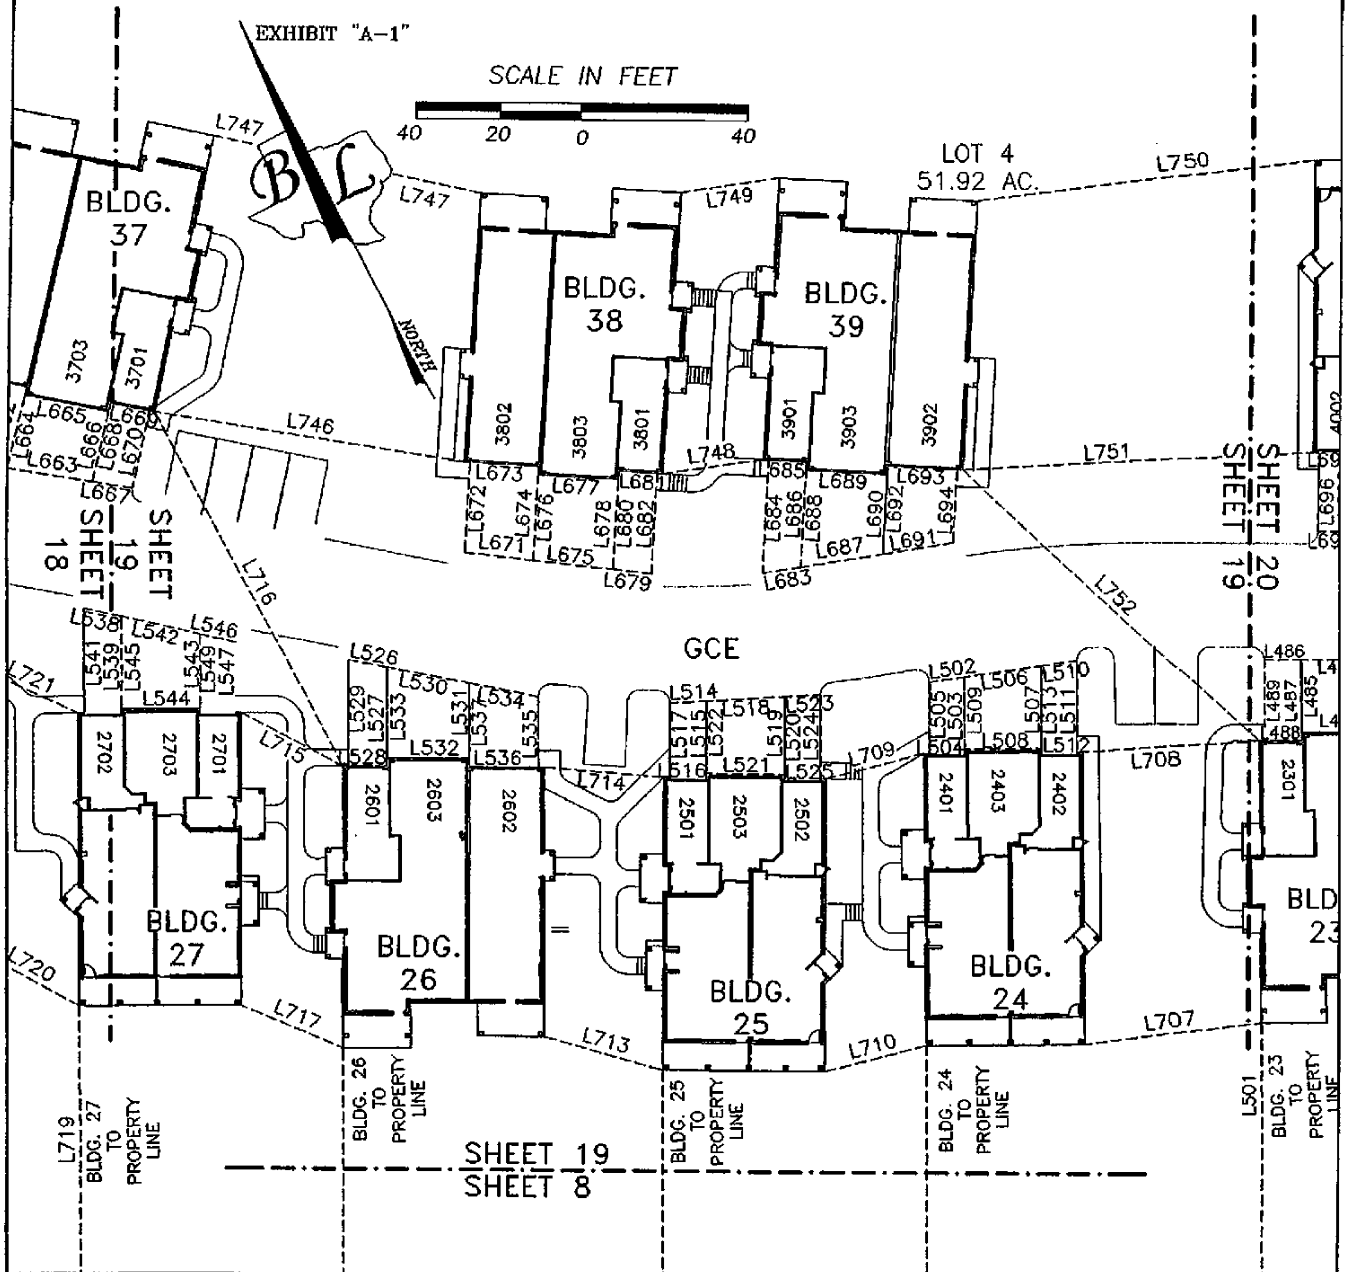 EXHIBIT "A-1"
SCALE IN FEET
40 20 0 40
B L
NORTH
LOT 4
51.92 AC.
L747
L747
L749
L750
BLDG.
37
BLDG.
38
BLDG.
39
3703
3701
3802
3803
3801
3901
3903
3902
4002
L664
L665
L666
L668
L669
L670
L663
L667
L746
L673
L677
L681
L748
L685
L689
L693
L751
L672
L674
L676
L678
L680
L682
L684
L686
L688
L690
L692
L694
L696
L671
L675
L679
L683
L687
L691
SHEET 18
SHEET 19
SHEET 19
SHEET 20
L716
L752
GCE
L538
L542
L546
L541
L539
L545
L543
L549
L547
L721
L544
L715
L526
L530
L534
L529
L527
L533
L531
L537
L535
L528
L532
L536
L714
L514
L518
L523
L517
L515
L522
L519
L520
L524
L516
L521
L525
L709
L502
L506
L510
L505
L503
L509
L507
L513
L511
L504
L508
L512
L708
L486
L489
L487
L485
L488
2702
2703
2701
2601
2603
2602
2501
2503
2502
2401
2403
2402
2301
BLDG.
27
BLDG.
26
BLDG.
25
BLDG.
24
BLD
23
L720
L717
L713
L710
L707
L719
BLDG. 27
TO
PROPERTY
LINE
BLDG. 26
TO
PROPERTY
LINE
BLDG. 25
TO
PROPERTY
LINE
BLDG. 24
TO
PROPERTY
LINE
L501
BLDG. 23
TO
PROPERTY
LINE
SHEET 19
SHEET 8